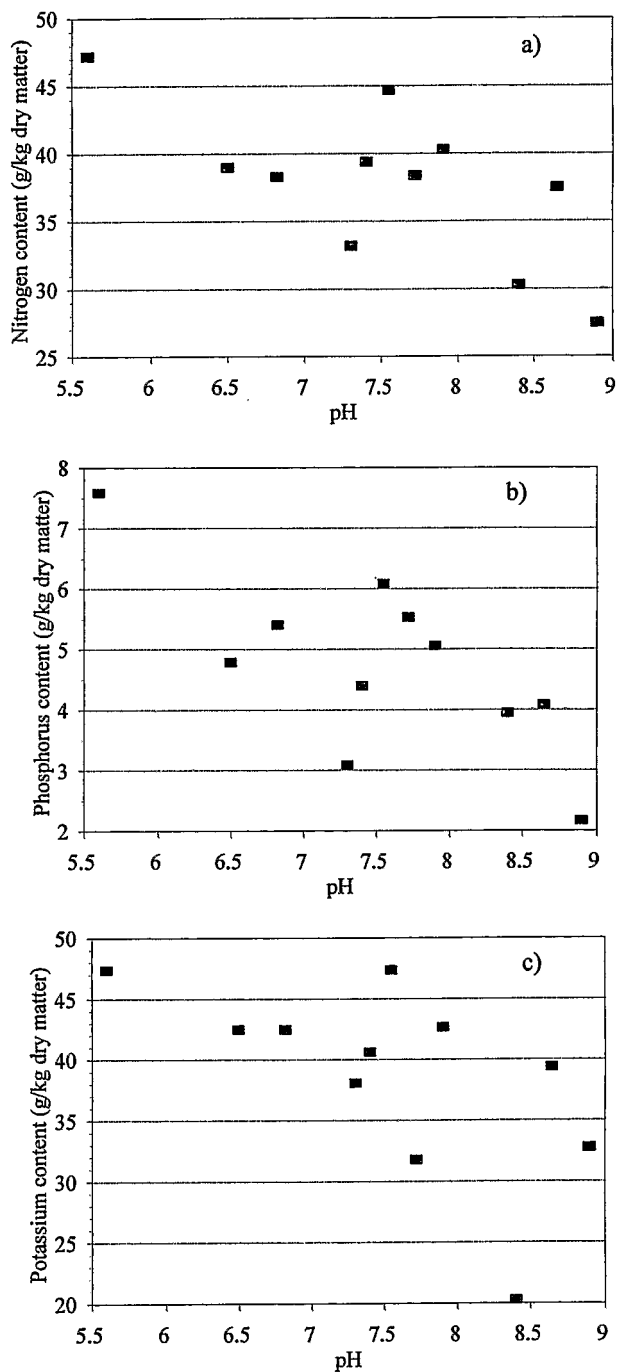 a)
Nitrogen content (g/kg dry matter)
50
45
40
35
30
25
5.5 6 6.5 7 7.5 8 8.5 9
pH
b)
Phosphorus content (g/kg dry matter)
8
7
6
5
4
3
2
5.5 6 6.5 7 7.5 8 8.5 9
pH
c)
Potassium content (g/kg dry matter)
50
45
40
35
30
25
20
5.5 6 6.5 7 7.5 8 8.5 9
pH